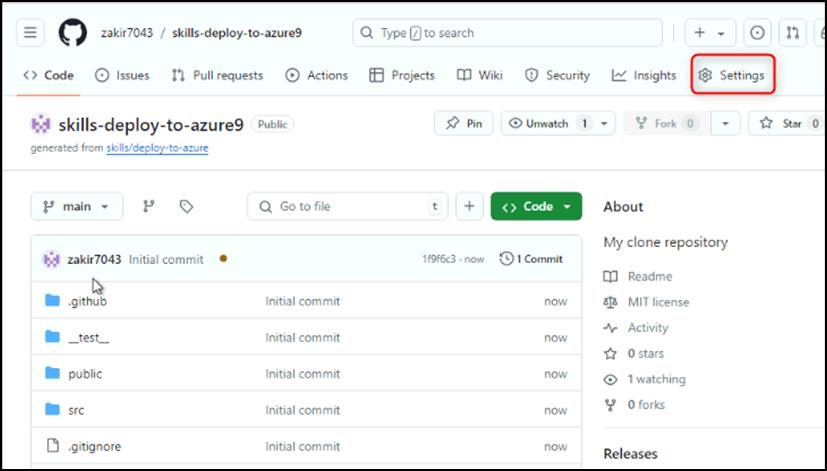 zakir7043 / skills-deploy-to-azure9 Type / to search
Code Issues Pull requests Actions Projects Wiki Security Insights Settings
skills-deploy-to-azure9 Public Pin Unwatch 1 Fork 0 Star 0
generated from skills/deploy-to-azure
main Go to file t Code About
My clone repository
zakir7043 Initial commit 1f9f6c3 · now 1 Commit
Readme
.github Initial commit now
MIT license
__test__ Initial commit now
Activity
0 stars
public Initial commit now
1 watching
src Initial commit now
0 forks
.gitignore Initial commit now
Releases